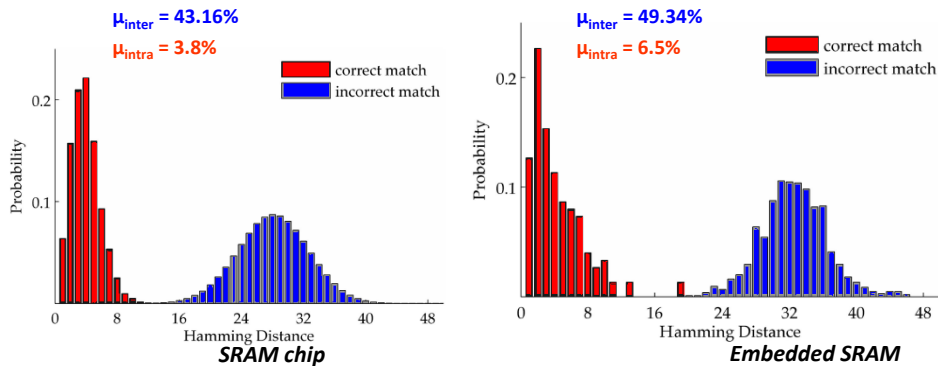 μinter = 43.16%
μintra = 3.8%
correct match
incorrect match
0.2
0.1
Probability
0 8 16 24 32 40 48
Hamming Distance
SRAM chip
μinter = 49.34%
μintra = 6.5%
correct match
incorrect match
0.2
0.1
Probability
0 8 16 24 32 40 48
Hamming Distance
Embedded SRAM